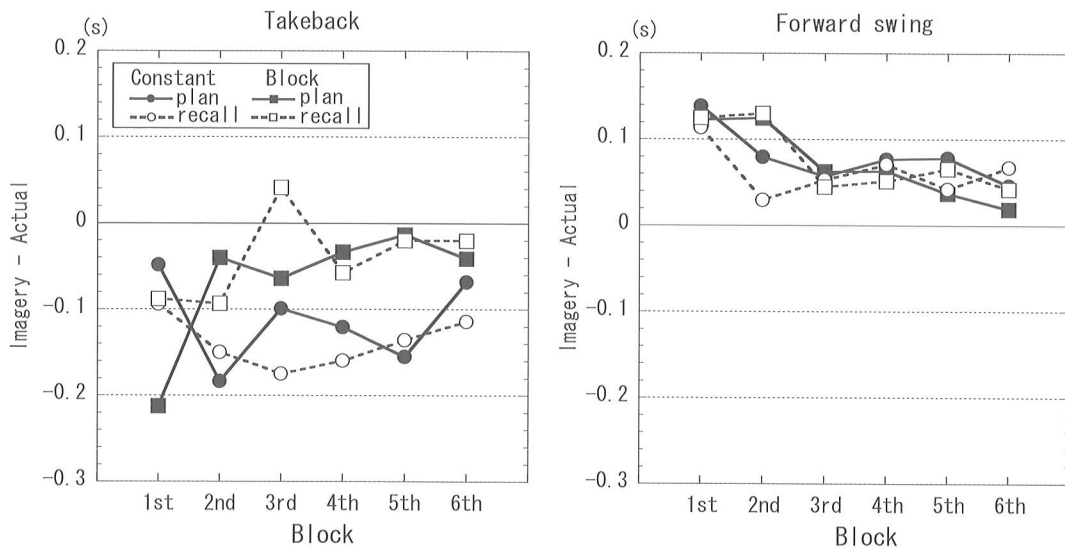 Takeback
(s)
0.2
0.1
0
-0.1
-0.2
-0.3
Imagery - Actual
Constant Block
plan plan
recall recall
1st 2nd 3rd 4th 5th 6th
Block
Forward swing
(s)
0.2
0.1
0
-0.1
-0.2
-0.3
Imagery - Actual
1st 2nd 3rd 4th 5th 6th
Block